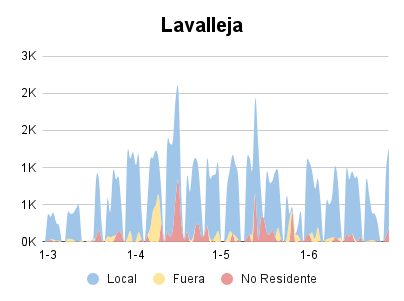 Lavalleja
3K
2K
2K
1K
1K
0K
1-3 1-4 1-5 1-6
Local Fuera No Residente